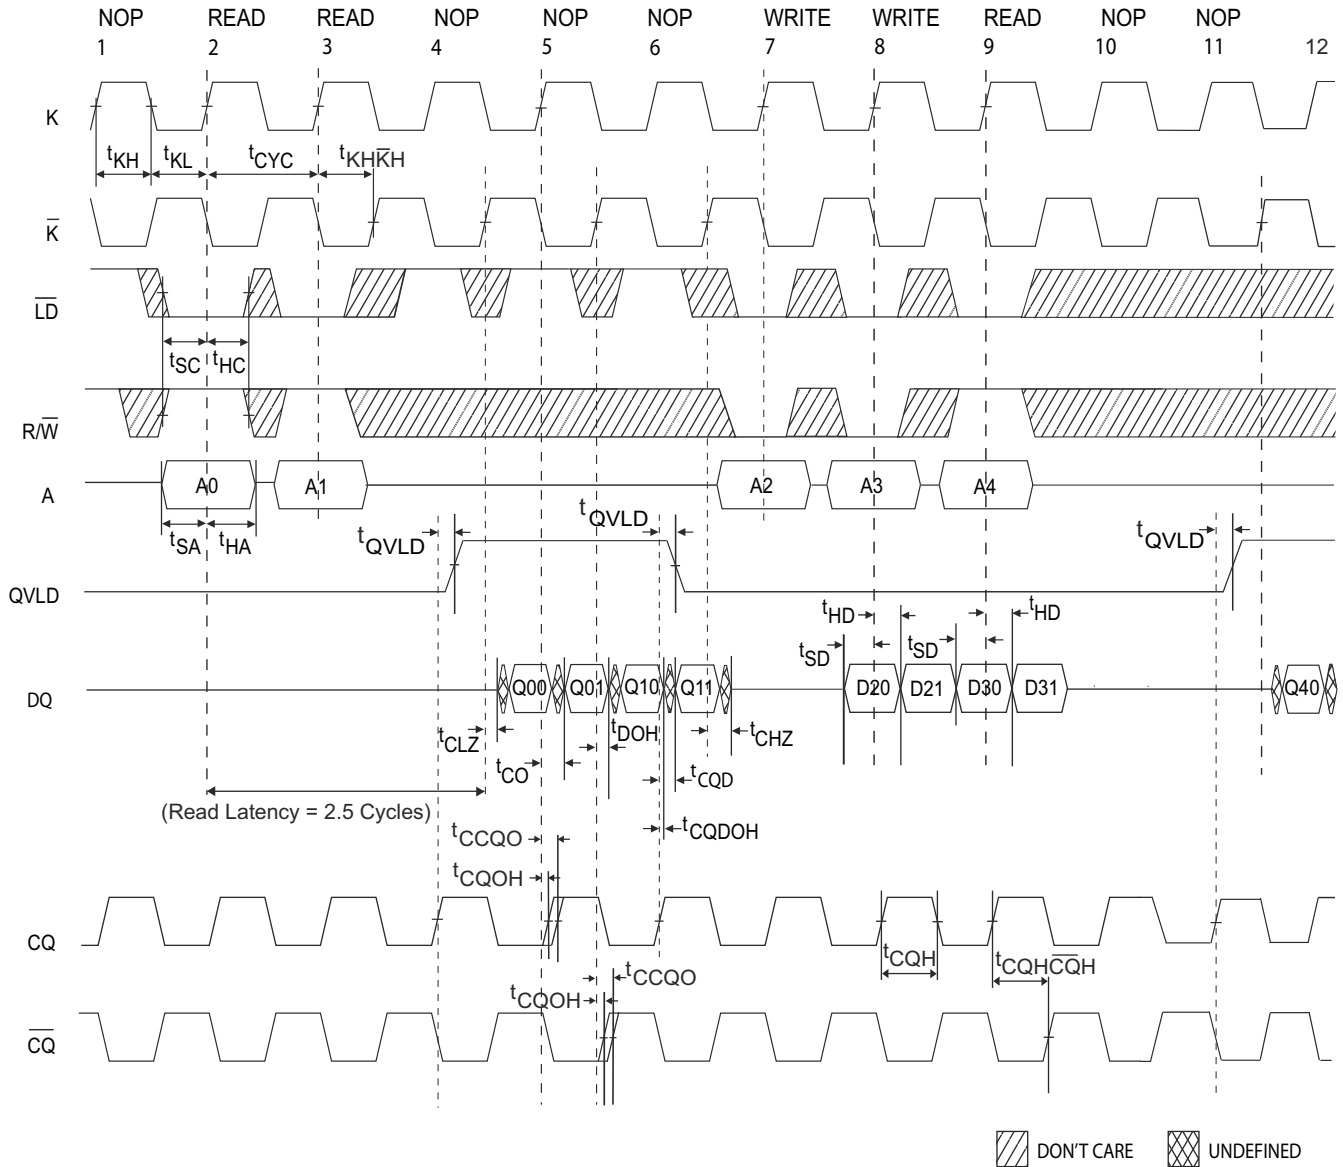 NOP READ READ NOP NOP NOP WRITE WRITE READ NOP NOP
1 2 3 4 5 6 7 8 9 10 11 12
K
tKH tKL tCYC tKHK̅H
K̅
L̅D̅
tSC tHC
R/W̅
A A0 A1 A2 A3 A4
tSA tHA tQVLD tQVLD tQVLD
QVLD
tHD tHD
tSD tSD
DQ Q00 Q01 Q10 Q11 D20 D21 D30 D31 Q40
tCLZ tDOH tCHZ
tCO tCQD
(Read Latency = 2.5 Cycles)
tCQDOH
tCCQO
tCQOH
CQ
tCQH tCQHC̅Q̅H
tCCQO
tCQOH
C̅Q̅
DON'T CARE UNDEFINED